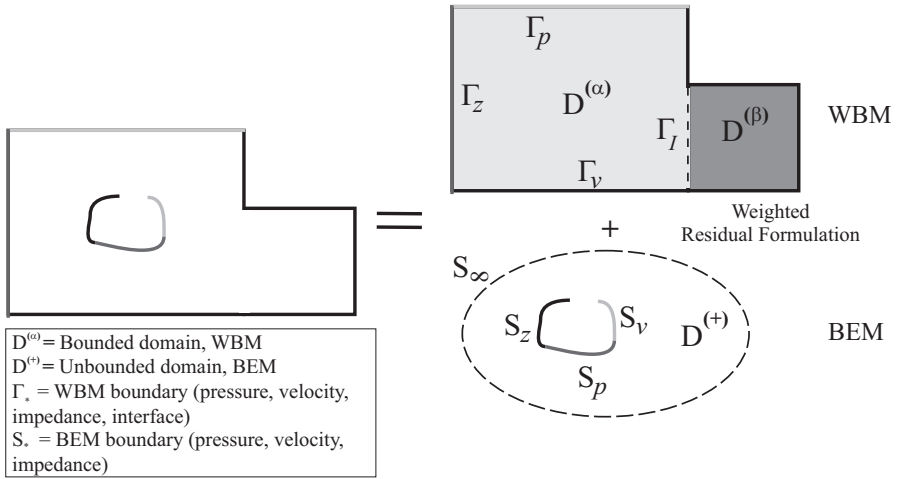 Γp
Γz
D(α)
ΓI
D(β)
WBM
Γv
=
Weighted
Residual Formulation
+
S∞
Sz
Sv
D(+)
BEM
Sp
D(α) = Bounded domain, WBM
D(+) = Unbounded domain, BEM
Γ* = WBM boundary (pressure, velocity,
impedance, interface)
S* = BEM boundary (pressure, velocity,
impedance)